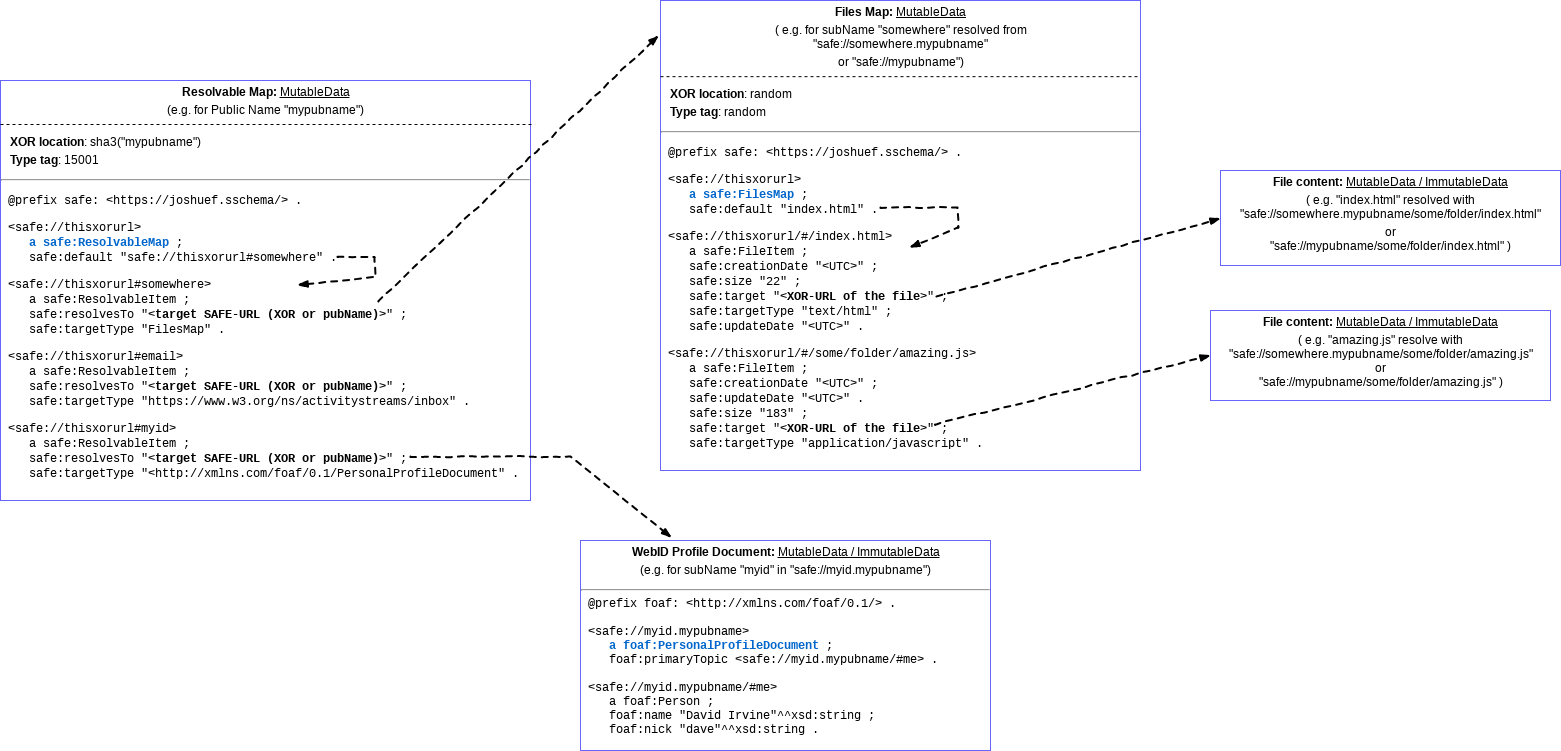 Resolvable Map: MutableData
(e.g. for Public Name "mypubname")
XOR location: sha3("mypubname")
Type tag: 15001
@prefix safe: <https://joshuef.sschema/> .
<safe://thisxorurl>
a safe:ResolvableMap ;
safe:default "safe://thisxorurl#somewhere" .
<safe://thisxorurl#somewhere>
a safe:ResolvableItem ;
safe:resolvesTo "<target SAFE-URL (XOR or pubName)>" ;
safe:targetType "FilesMap" .
<safe://thisxorurl#email>
a safe:ResolvableItem ;
safe:resolvesTo "<target SAFE-URL (XOR or pubName)>" ;
safe:targetType "https://www.w3.org/ns/activitystreams/inbox" .
<safe://thisxorurl#myid>
a safe:ResolvableItem ;
safe:resolvesTo "<target SAFE-URL (XOR or pubName)>" ;
safe:targetType "<http://xmlns.com/foaf/0.1/PersonalProfileDocument" .
Files Map: MutableData
( e.g. for subName "somewhere" resolved from
"safe://somewhere.mypubname"
or "safe://mypubname")
XOR location: random
Type tag: random
@prefix safe: <https://joshuef.sschema/> .
<safe://thisxorurl>
a safe:FilesMap ;
safe:default "index.html" .
<safe://thisxorurl/#/index.html>
a safe:FileItem ;
safe:creationDate "<UTC>" ;
safe:size "22" ;
safe:target "<XOR-URL of the file>" ;
safe:targetType "text/html" ;
safe:updateDate "<UTC>" .
<safe://thisxorurl/#/some/folder/amazing.js>
a safe:FileItem ;
safe:creationDate "<UTC>" ;
safe:updateDate "<UTC>" .
safe:size "183" ;
safe:target "<XOR-URL of the file>" ;
safe:targetType "application/javascript" .
File content: MutableData / ImmutableData
( e.g. "index.html" resolved with
"safe://somewhere.mypubname/some/folder/index.html"
or
"safe://mypubname/some/folder/index.html" )
File content: MutableData / ImmutableData
( e.g. "amazing.js" resolve with
"safe://somewhere.mypubname/some/folder/amazing.js"
or
"safe://mypubname/some/folder/amazing.js" )
WebID Profile Document: MutableData / ImmutableData
(e.g. for subName "myid" in "safe://myid.mypubname")
@prefix foaf: <http://xmlns.com/foaf/0.1/> .
<safe://myid.mypubname>
a foaf:PersonalProfileDocument ;
foaf:primaryTopic <safe://myid.mypubname/#me> .
<safe://myid.mypubname/#me>
a foaf:Person ;
foaf:name "David Irvine"^^xsd:string ;
foaf:nick "dave"^^xsd:string .